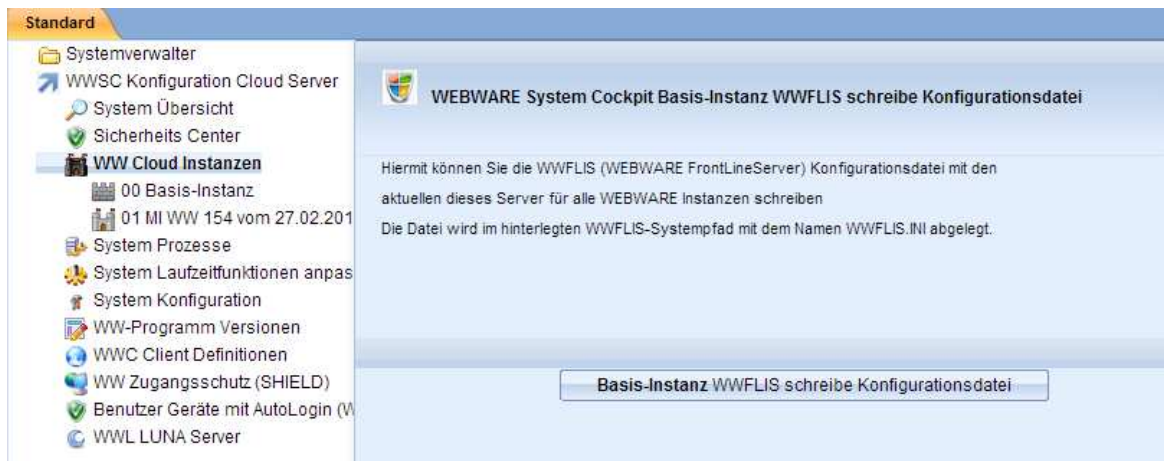 Standard
Systemverwalter
WWSC Konfiguration Cloud Server
System Übersicht
Sicherheits Center
WW Cloud Instanzen
00 Basis-Instanz
01 MI WW 154 vom 27.02.201
System Prozesse
System Laufzeitfunktionen anpas
System Konfiguration
WW-Programm Versionen
WWC Client Definitionen
WW Zugangsschutz (SHIELD)
Benutzer Geräte mit AutoLogin (W
WWL LUNA Server
WEBWARE System Cockpit Basis-Instanz WWFLIS schreibe Konfigurationsdatei
Hiermit können Sie die WWFLIS (WEBWARE FrontLineServer) Konfigurationsdatei mit den
aktuellen dieses Server für alle WEBWARE Instanzen schreiben
Die Datei wird im hinterlegten WWFLIS-Systempfad mit dem Namen WWFLIS.INI abgelegt.
Basis-Instanz WWFLIS schreibe Konfigurationsdatei